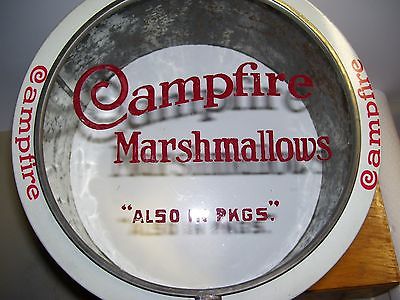 Campfire
Marshmallows
"ALSO IN PKGS."
Campfire
Campfire